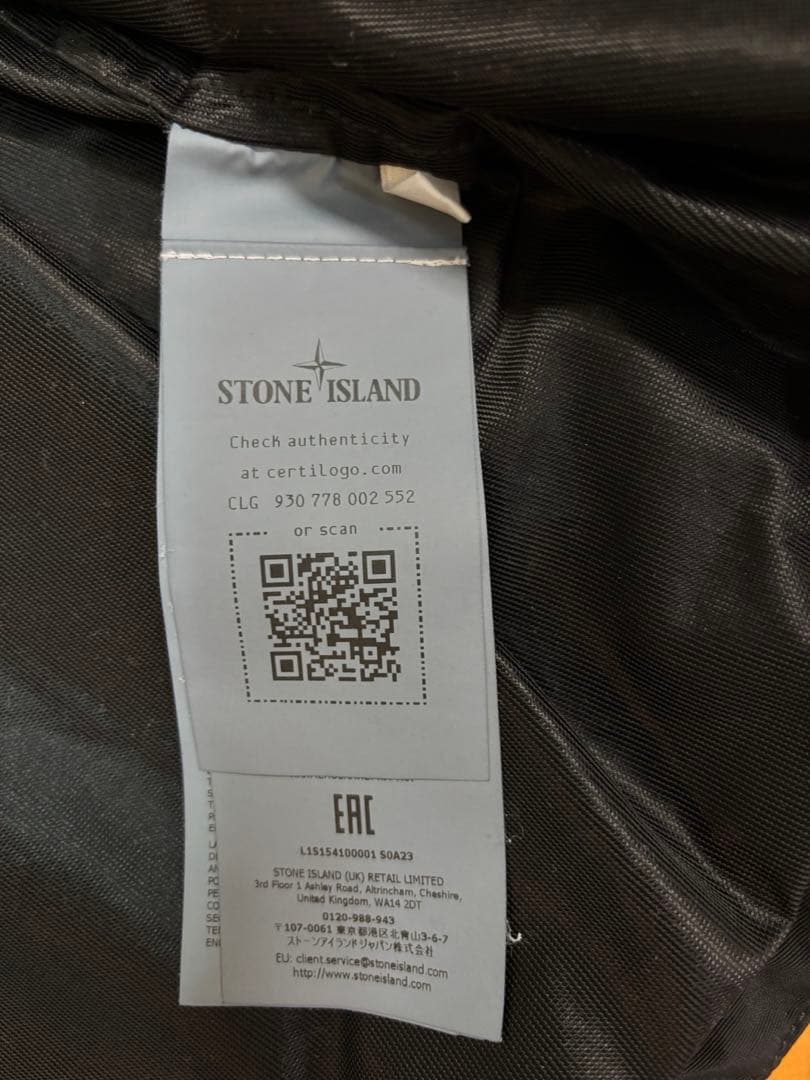 STONE ISLAND
Check authenticity
at certilogo.com
CLG 930 778 002 552
or scan
EAC
L1S154100001 S0A23
STONE ISLAND (UK) RETAIL LIMITED
3rd Floor 1 Ashley Road, Altrincham, Cheshire,
United Kingdom, WA14 2DT
0120-988-943
〒107-0061 東京都港区北青山3-6-7
ストーンアイランドジャパン株式会社
EU: client.service@stoneisland.com
http://www.stoneisland.com